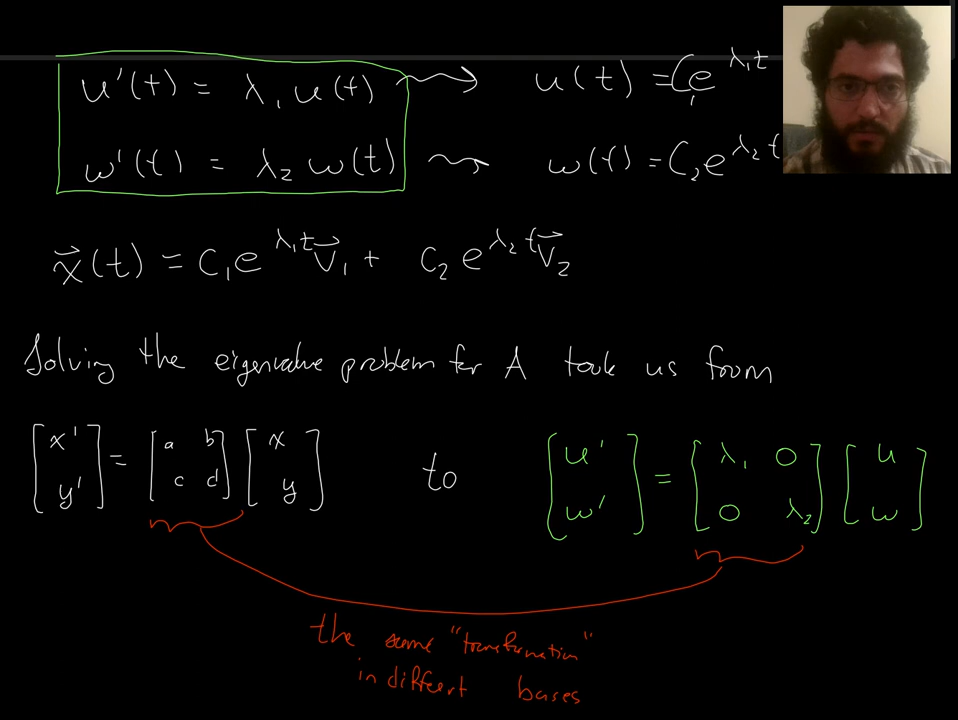 u'(t) = λ₁ u(t) → u(t) = C₁e^{λ₁t}
w'(t) = λ₂ w(t) → w(t) = C₂e^{λ₂t}
x⃗(t) = c₁e^{λ₁t}v⃗₁ + c₂e^{λ₂t}v⃗₂
Solving the eigenvalue problem for A took us from
[x' y'] = [a b c d] [x y] to [u' w'] = [λ₁ 0 0 λ₂] [u w]
the same "transformation"
in different bases